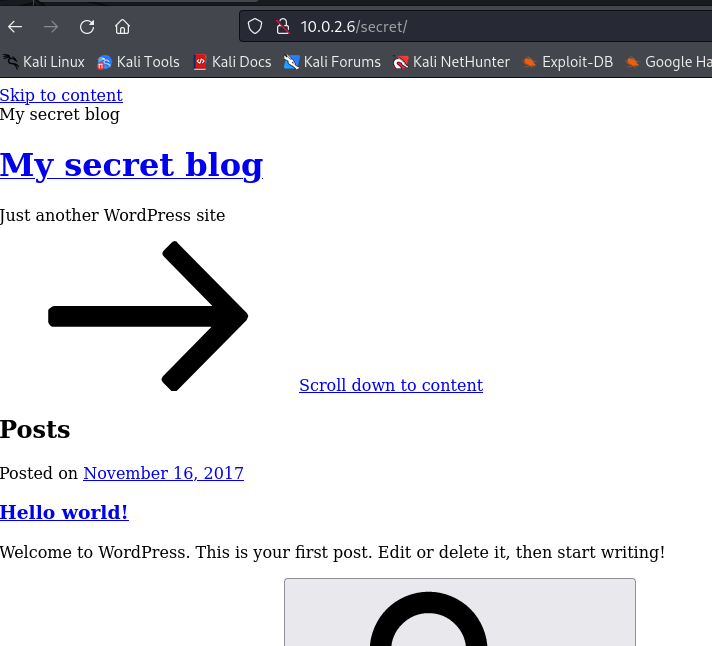 10.0.2.6/secret/
Kali Linux Kali Tools Kali Docs Kali Forums Kali NetHunter Exploit-DB Google Ha
Skip to content
My secret blog
My secret blog
Just another WordPress site
Scroll down to content
Posts
Posted on November 16, 2017
Hello world!
Welcome to WordPress. This is your first post. Edit or delete it, then start writing!